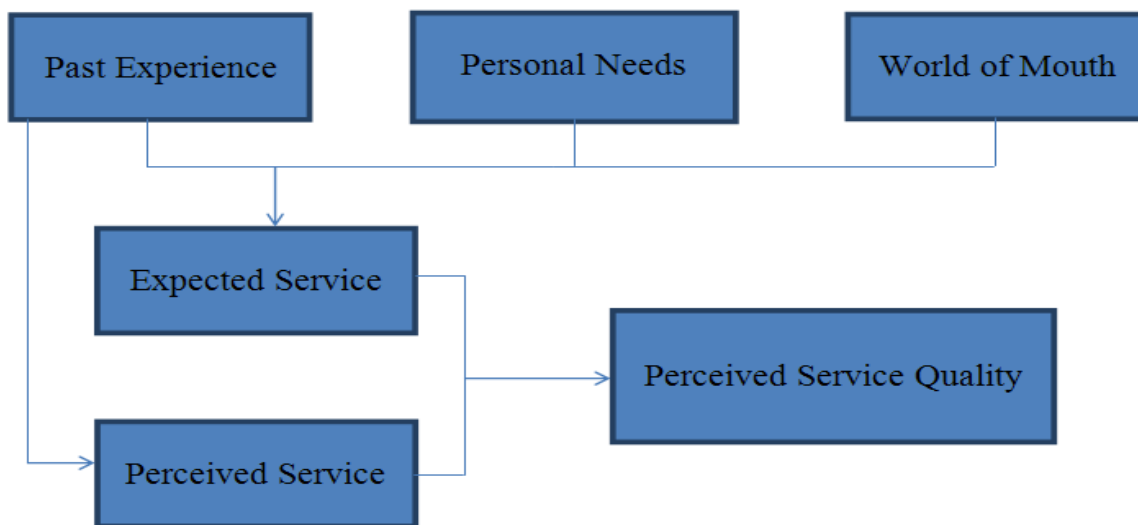 Past Experience
Personal Needs
World of Mouth
Expected Service
Perceived Service Quality
Perceived Service